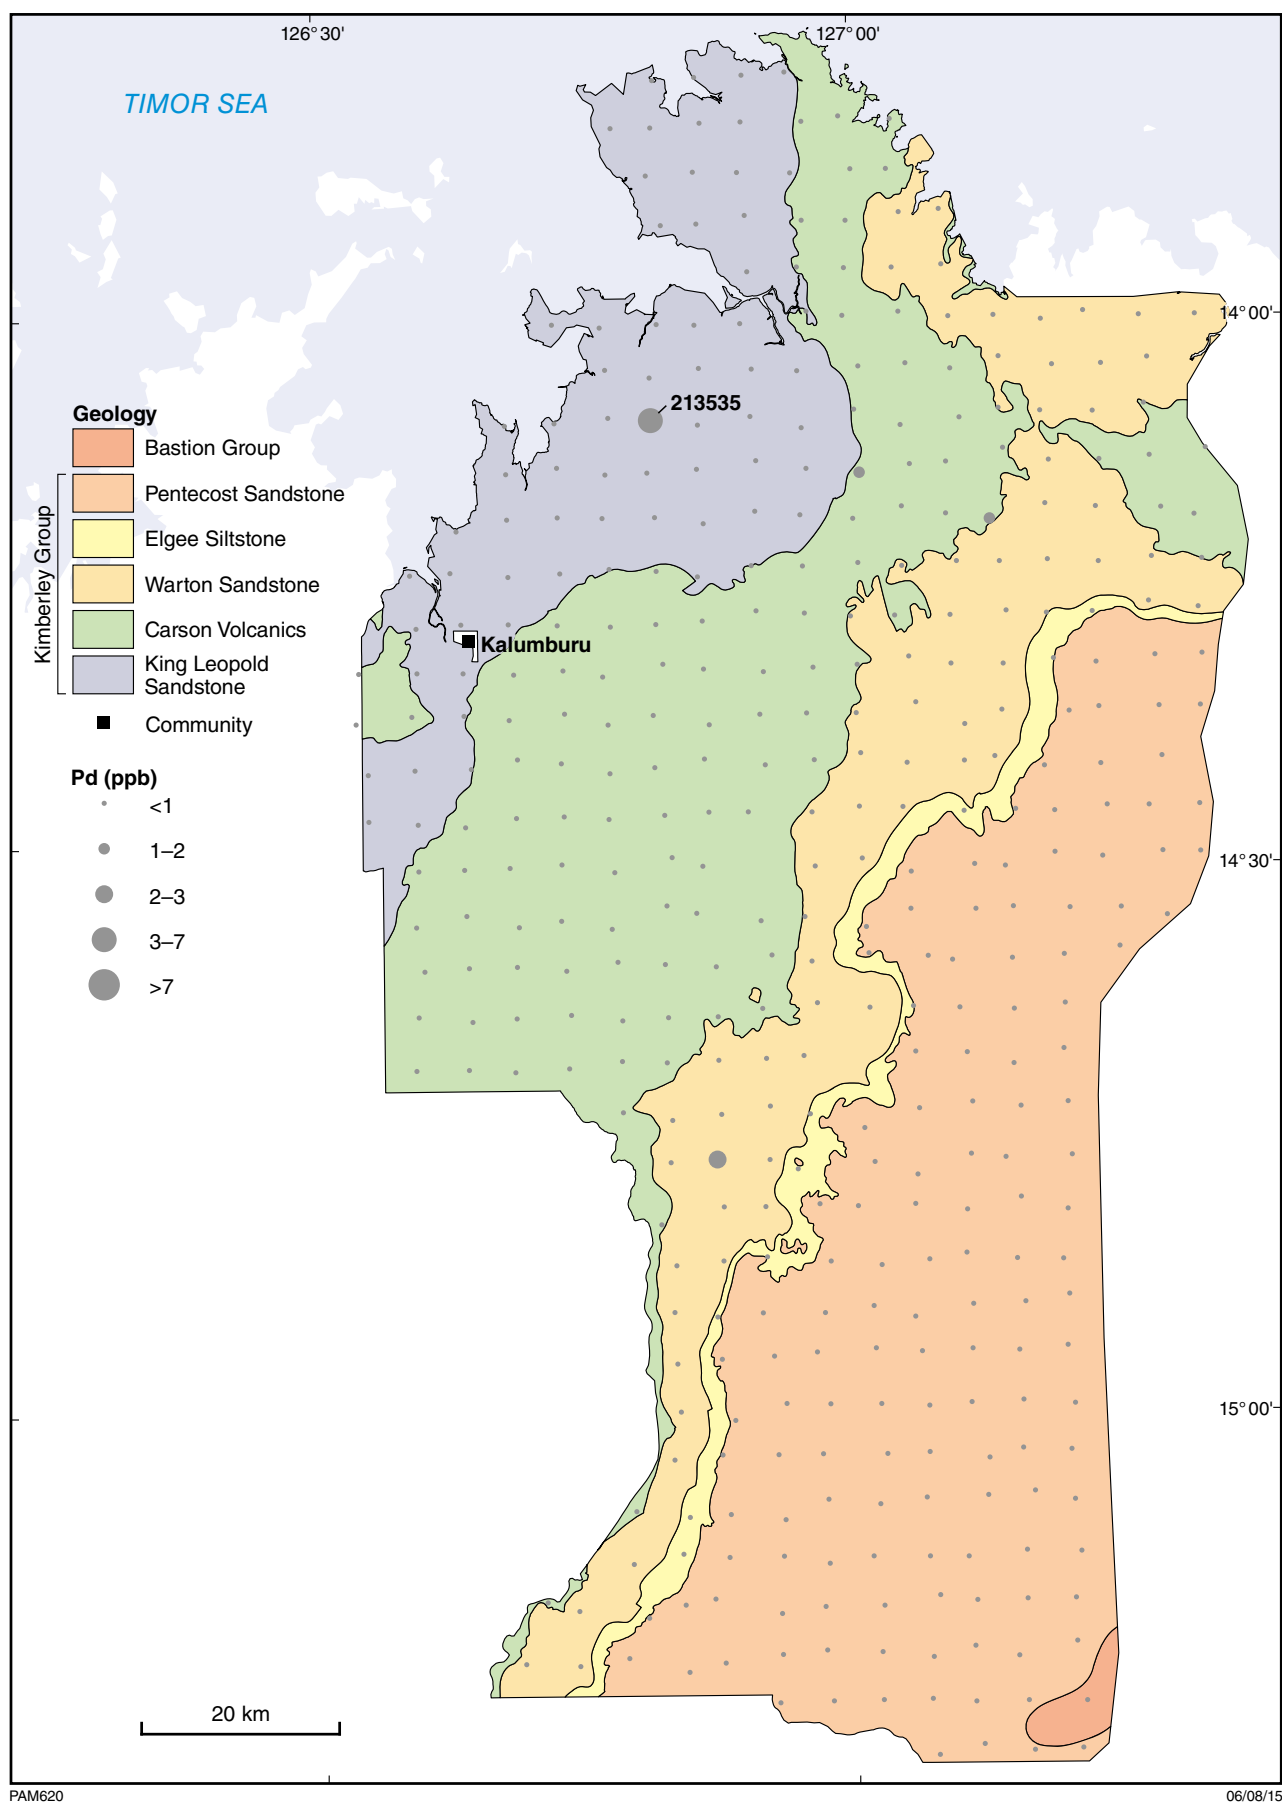 126°30'
127°00'
TIMOR SEA
14°00'
213535
Geology
Bastion Group
Pentecost Sandstone
Elgee Siltstone
Warton Sandstone
Carson Volcanics
King Leopold
Sandstone
Kimberley Group
Community
Kalumburu
Pd (ppb)
<1
1–2
2–3
3–7
>7
14°30'
15°00'
20 km
PAM620
06/08/15